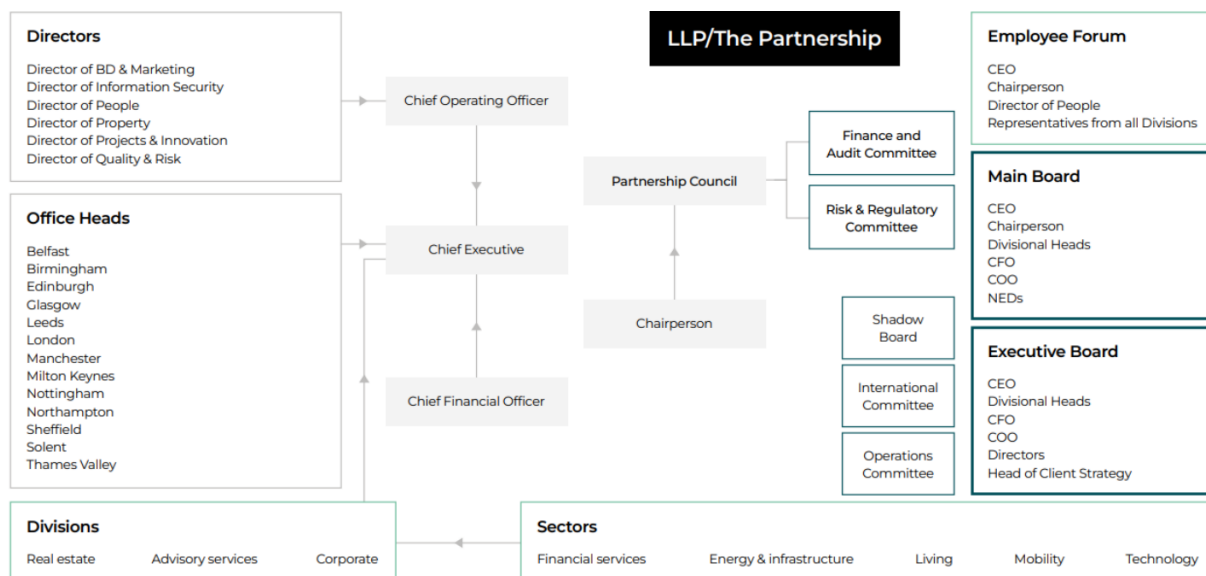 LLP/The Partnership
Directors
Director of BD & Marketing
Director of Information Security
Director of People
Director of Property
Director of Projects & Innovation
Director of Quality & Risk
Office Heads
Belfast
Birmingham
Edinburgh
Glasgow
Leeds
London
Manchester
Milton Keynes
Nottingham
Northampton
Sheffield
Solent
Thames Valley
Chief Operating Officer
Chief Executive
Chief Financial Officer
Partnership Council
Chairperson
Finance and
Audit Committee
Risk & Regulatory
Committee
Shadow
Board
International
Committee
Operations
Committee
Employee Forum
CEO
Chairperson
Director of People
Representatives from all Divisions
Main Board
CEO
Chairperson
Divisional Heads
CFO
COO
NEDs
Executive Board
CEO
Divisional Heads
CFO
COO
Directors
Head of Client Strategy
Divisions
Real estate Advisory services Corporate
Sectors
Financial services Energy & infrastructure Living Mobility Technology